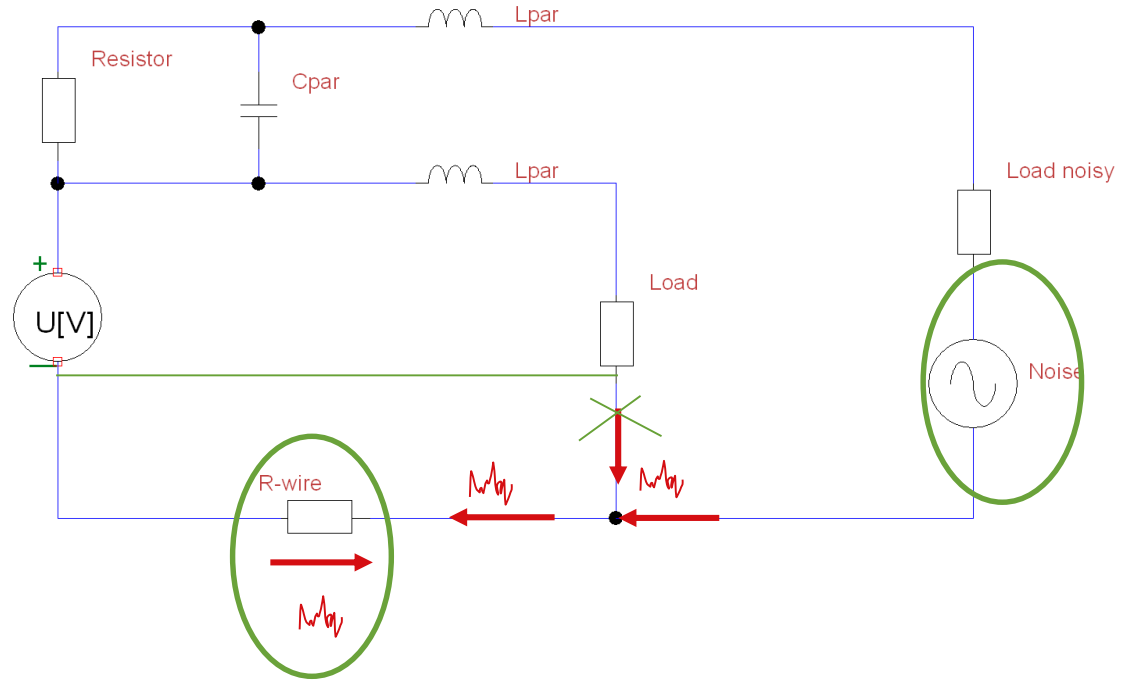 Lpar
Resistor
Cpar
Lpar
Load noisy
+
U[V]
Load
Noise
R-wire